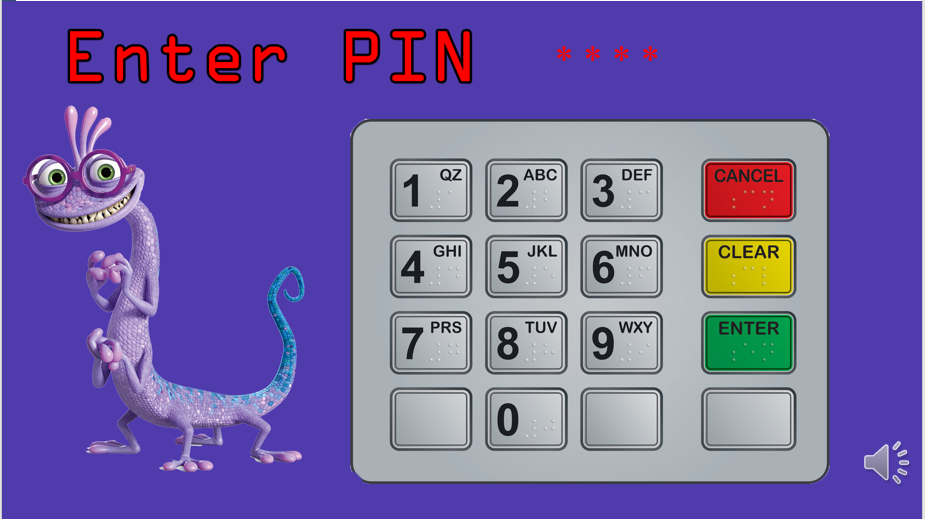 Enter PIN ****
1 QZ 2 ABC 3 DEF CANCEL
4 GHI 5 JKL 6 MNO CLEAR
7 PRS 8 TUV 9 WXY ENTER
0